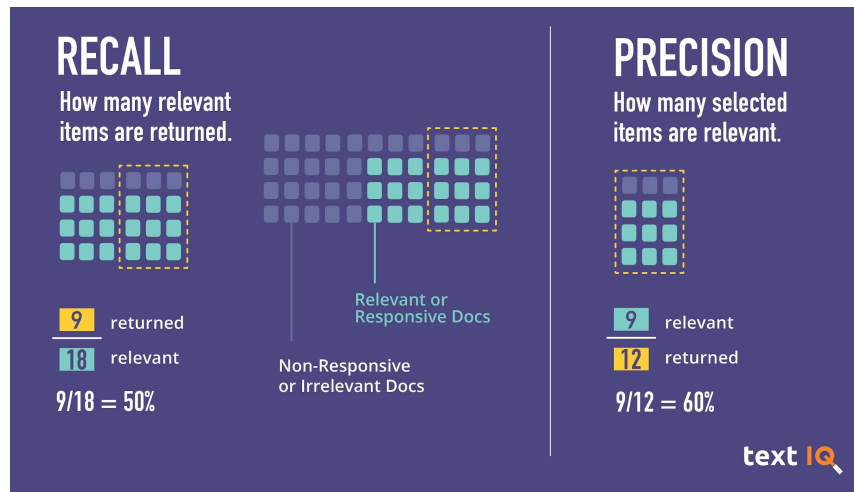 RECALL
How many relevant
items are returned.
9 returned
18 relevant
9/18 = 50%
Relevant or
Responsive Docs
Non-Responsive
or Irrelevant Docs
PRECISION
How many selected
items are relevant.
9 relevant
12 returned
9/12 = 60%
text IQ